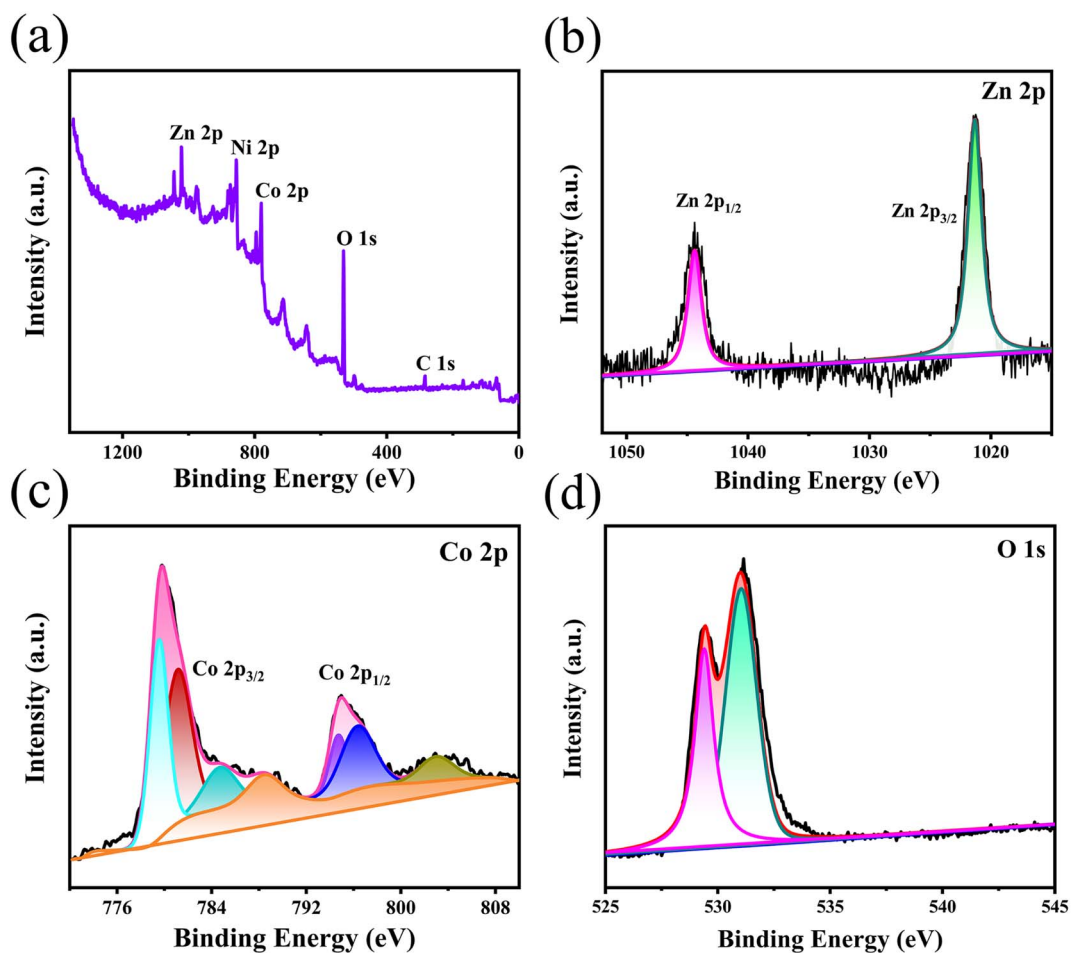 (a)
Zn 2p
Ni 2p
Co 2p
O 1s
C 1s
Intensity (a.u.)
1200 800 400 0
Binding Energy (eV)
(b)
Zn 2p
Zn 2p1/2
Zn 2p3/2
Intensity (a.u.)
1050 1040 1030 1020
Binding Energy (eV)
(c)
Co 2p
Co 2p3/2
Co 2p1/2
Intensity (a.u.)
776 784 792 800 808
Binding Energy (eV)
(d)
O 1s
Intensity (a.u.)
525 530 535 540 545
Binding Energy (eV)